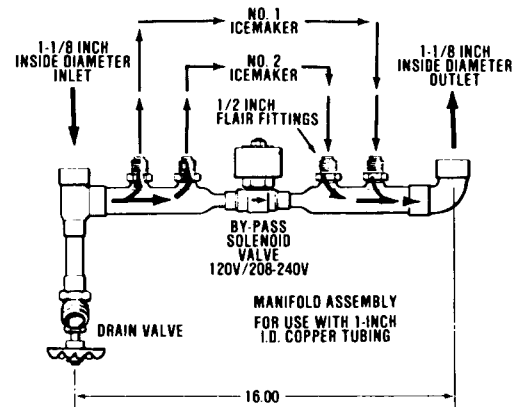 NO. 1
ICEMAKER
1-1/8 INCH
INSIDE DIAMETER
INLET
NO. 2
ICEMAKER
1-1/8 INCH
INSIDE DIAMETER
OUTLET
1/2 INCH
FLAIR FITTINGS
BY-PASS
SOLENOID
VALVE
120V/208-240V
MANIFOLD ASSEMBLY
FOR USE WITH 1-INCH
I.D. COPPER TUBING
DRAIN VALVE
16.00